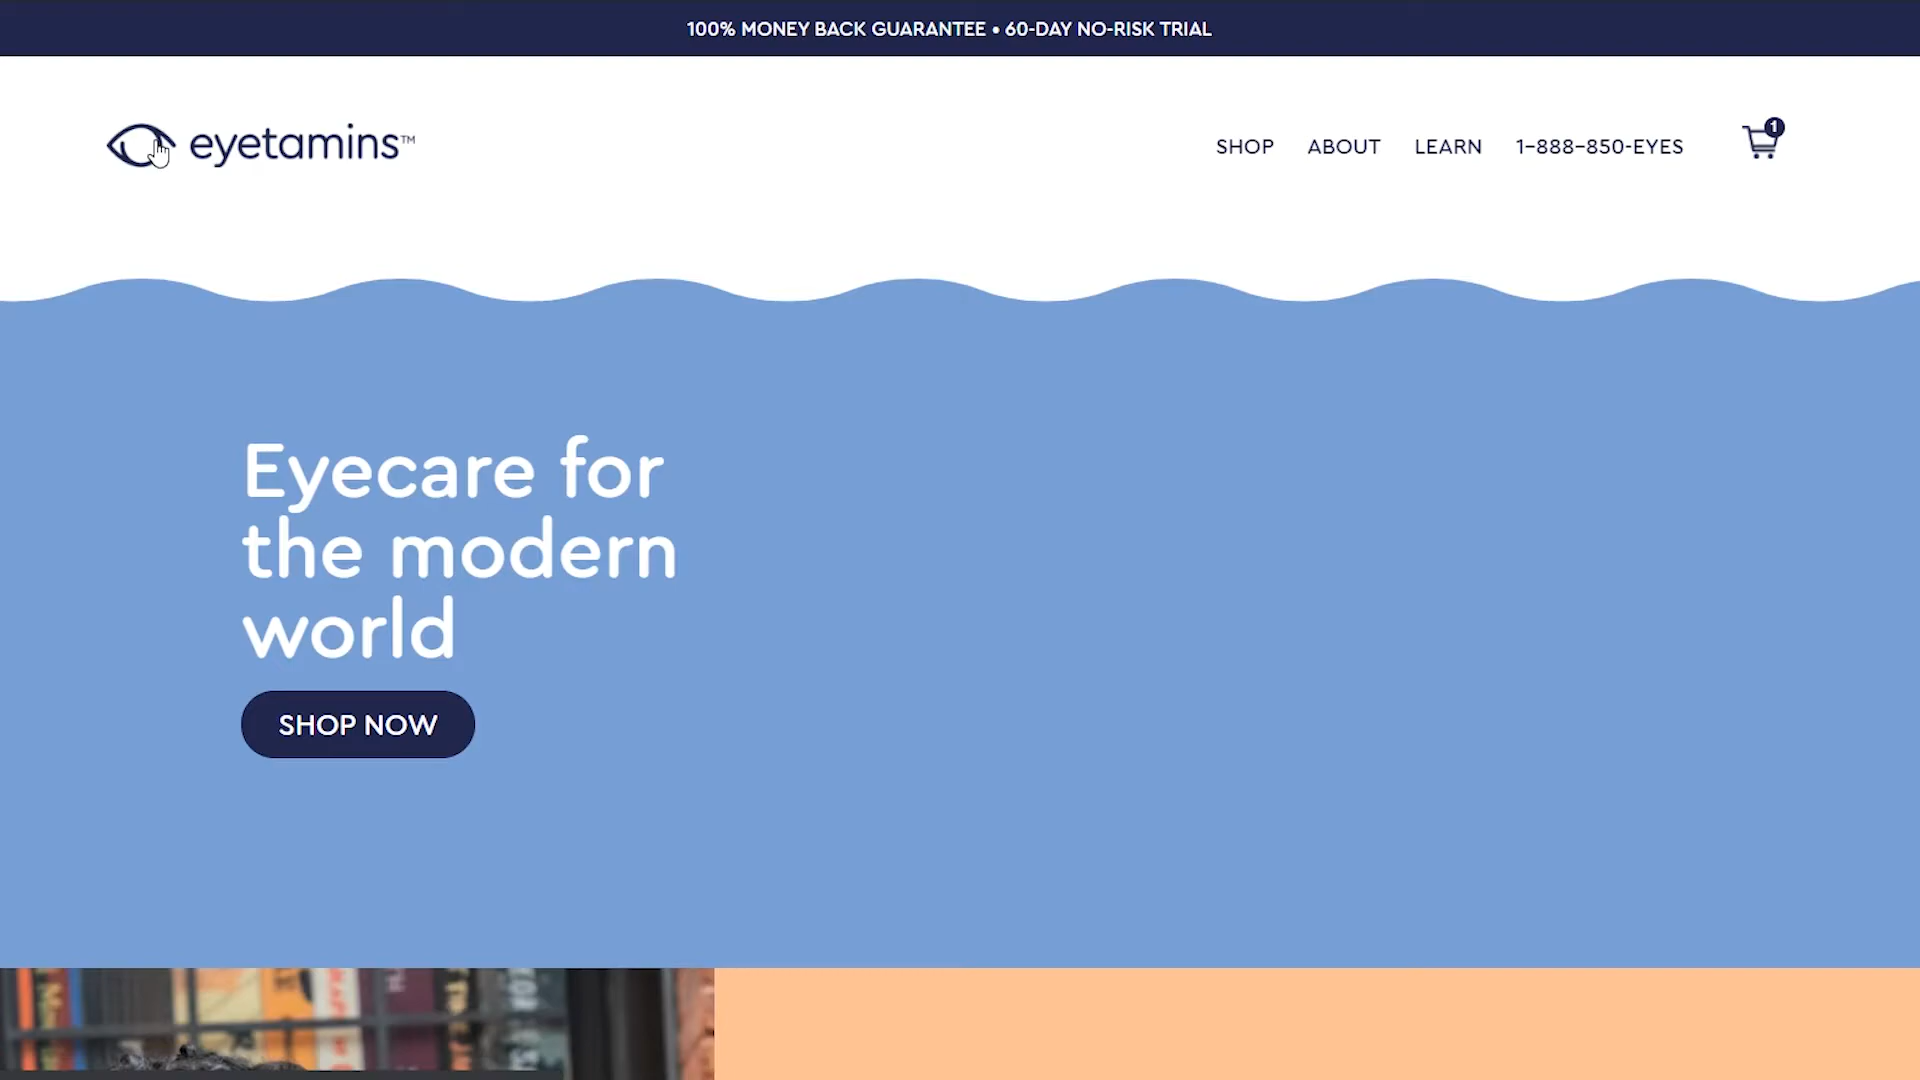 100% MONEY BACK GUARANTEE • 60-DAY NO-RISK TRIAL
eyetamins™
SHOP ABOUT LEARN 1-888-850-EYES 1
Eyecare for
the modern
world
SHOP NOW